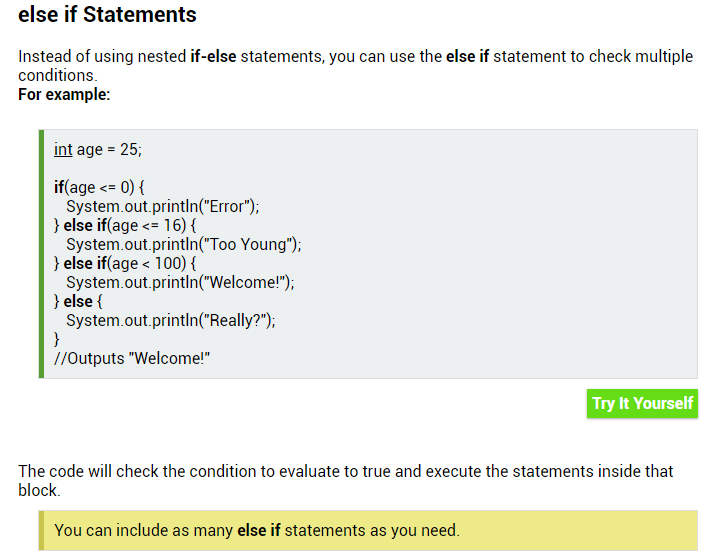 else if Statements
Instead of using nested if-else statements, you can use the else if statement to check multiple
conditions.
For example:
int age = 25;
if(age <= 0) {
System.out.println("Error");
} else if(age <= 16) {
System.out.println("Too Young");
} else if(age < 100) {
System.out.println("Welcome!");
} else {
System.out.println("Really?");
}
//Outputs "Welcome!"
Try It Yourself
The code will check the condition to evaluate to true and execute the statements inside that
block.
You can include as many else if statements as you need.